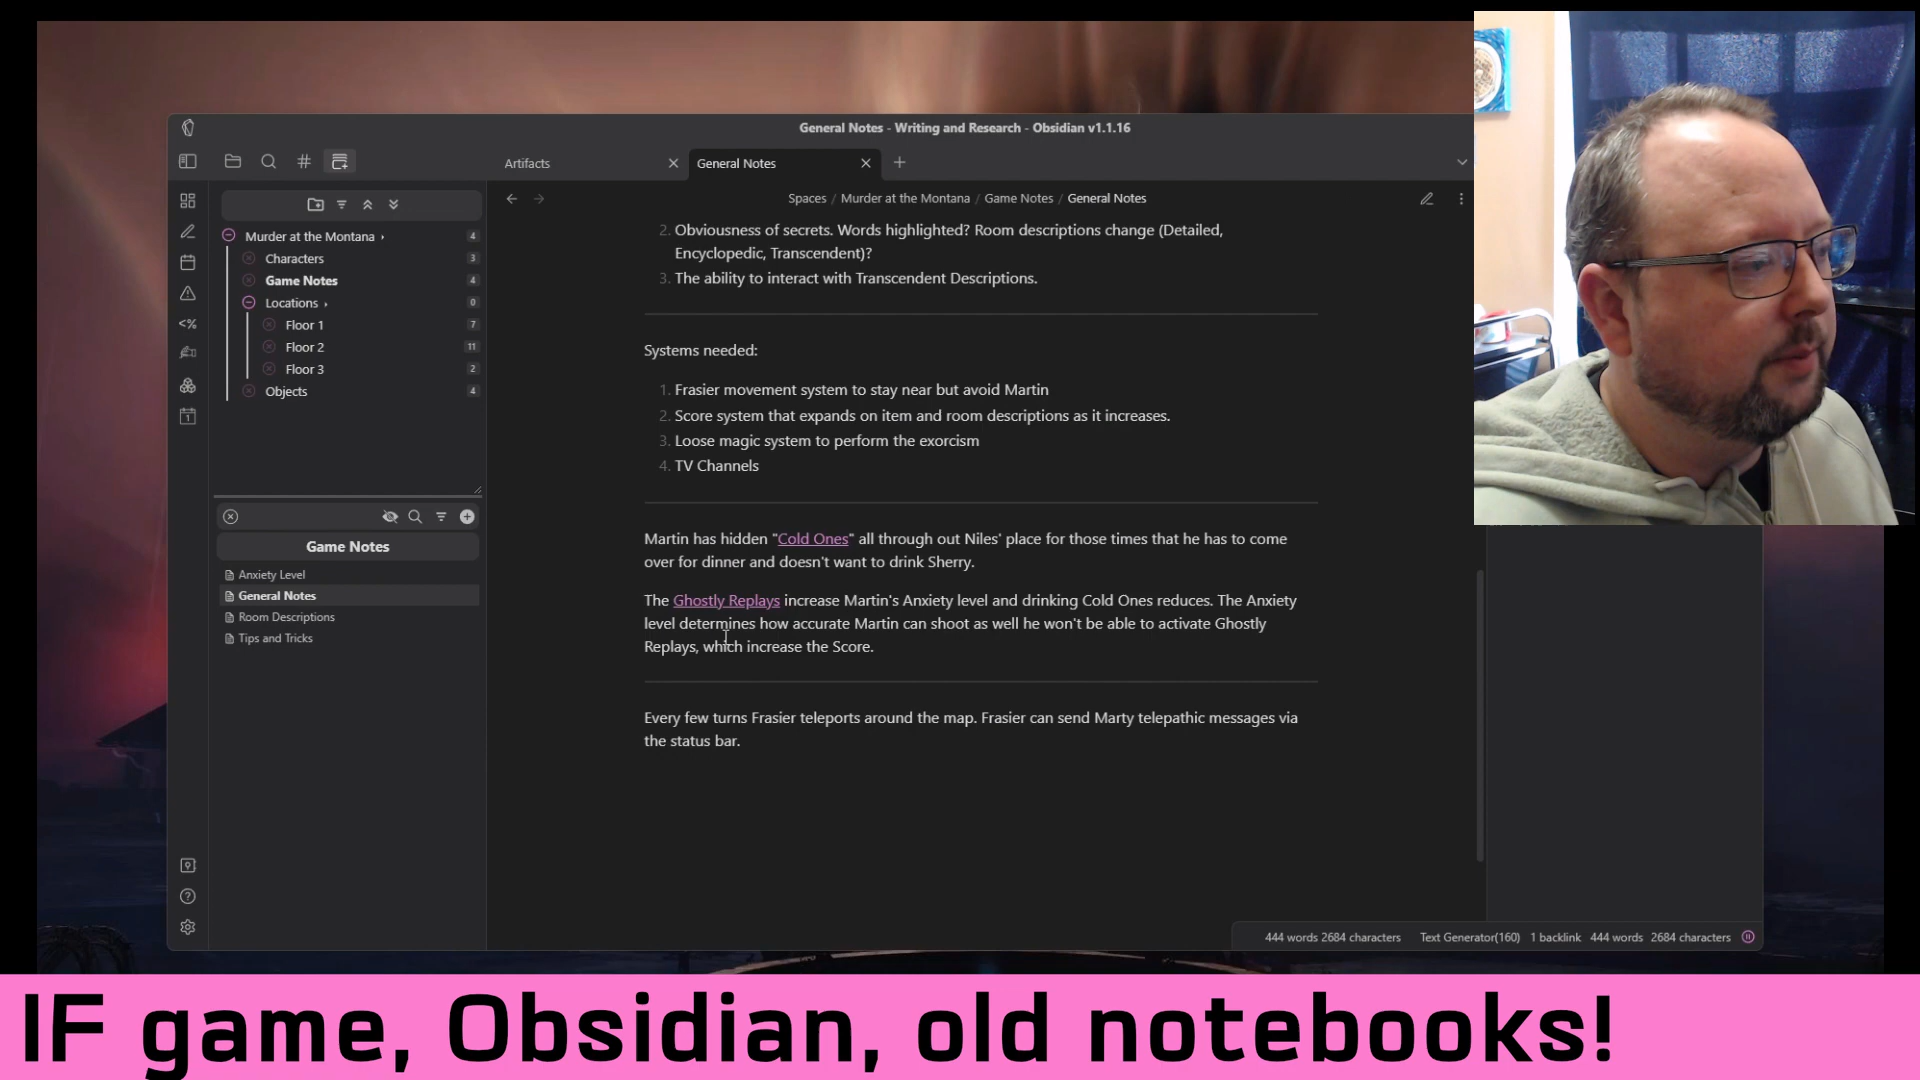 General Notes - Writing and Research - Obsidian v1.1.16
Artifacts
General Notes
Spaces / Murder at the Montana / Game Notes / General Notes
Murder at the Montana 4
Characters 3
Game Notes 4
Locations 0
Floor 1 7
Floor 2 11
Floor 3 2
Objects 4
Game Notes
Anxiety Level
General Notes
Room Descriptions
Tips and Tricks
2. Obviousness of secrets. Words highlighted? Room descriptions change (Detailed,
Encyclopedic, Transcendent)?
3. The ability to interact with Transcendent Descriptions.
Systems needed:
1. Frasier movement system to stay near but avoid Martin
2. Score system that expands on item and room descriptions as it increases.
3. Loose magic system to perform the exorcism
4. TV Channels
Martin has hidden "Cold Ones" all through out Niles' place for those times that he has to come
over for dinner and doesn't want to drink Sherry.
The Ghostly Replays increase Martin's Anxiety level and drinking Cold Ones reduces. The Anxiety
level determines how accurate Martin can shoot as well he won't be able to activate Ghostly
Replays, which increase the Score.
Every few turns Frasier teleports around the map. Frasier can send Marty telepathic messages via
the status bar.
444 words 2684 characters Text Generator(160) 1 backlink 444 words 2684 characters
IF game, Obsidian, old notebooks!